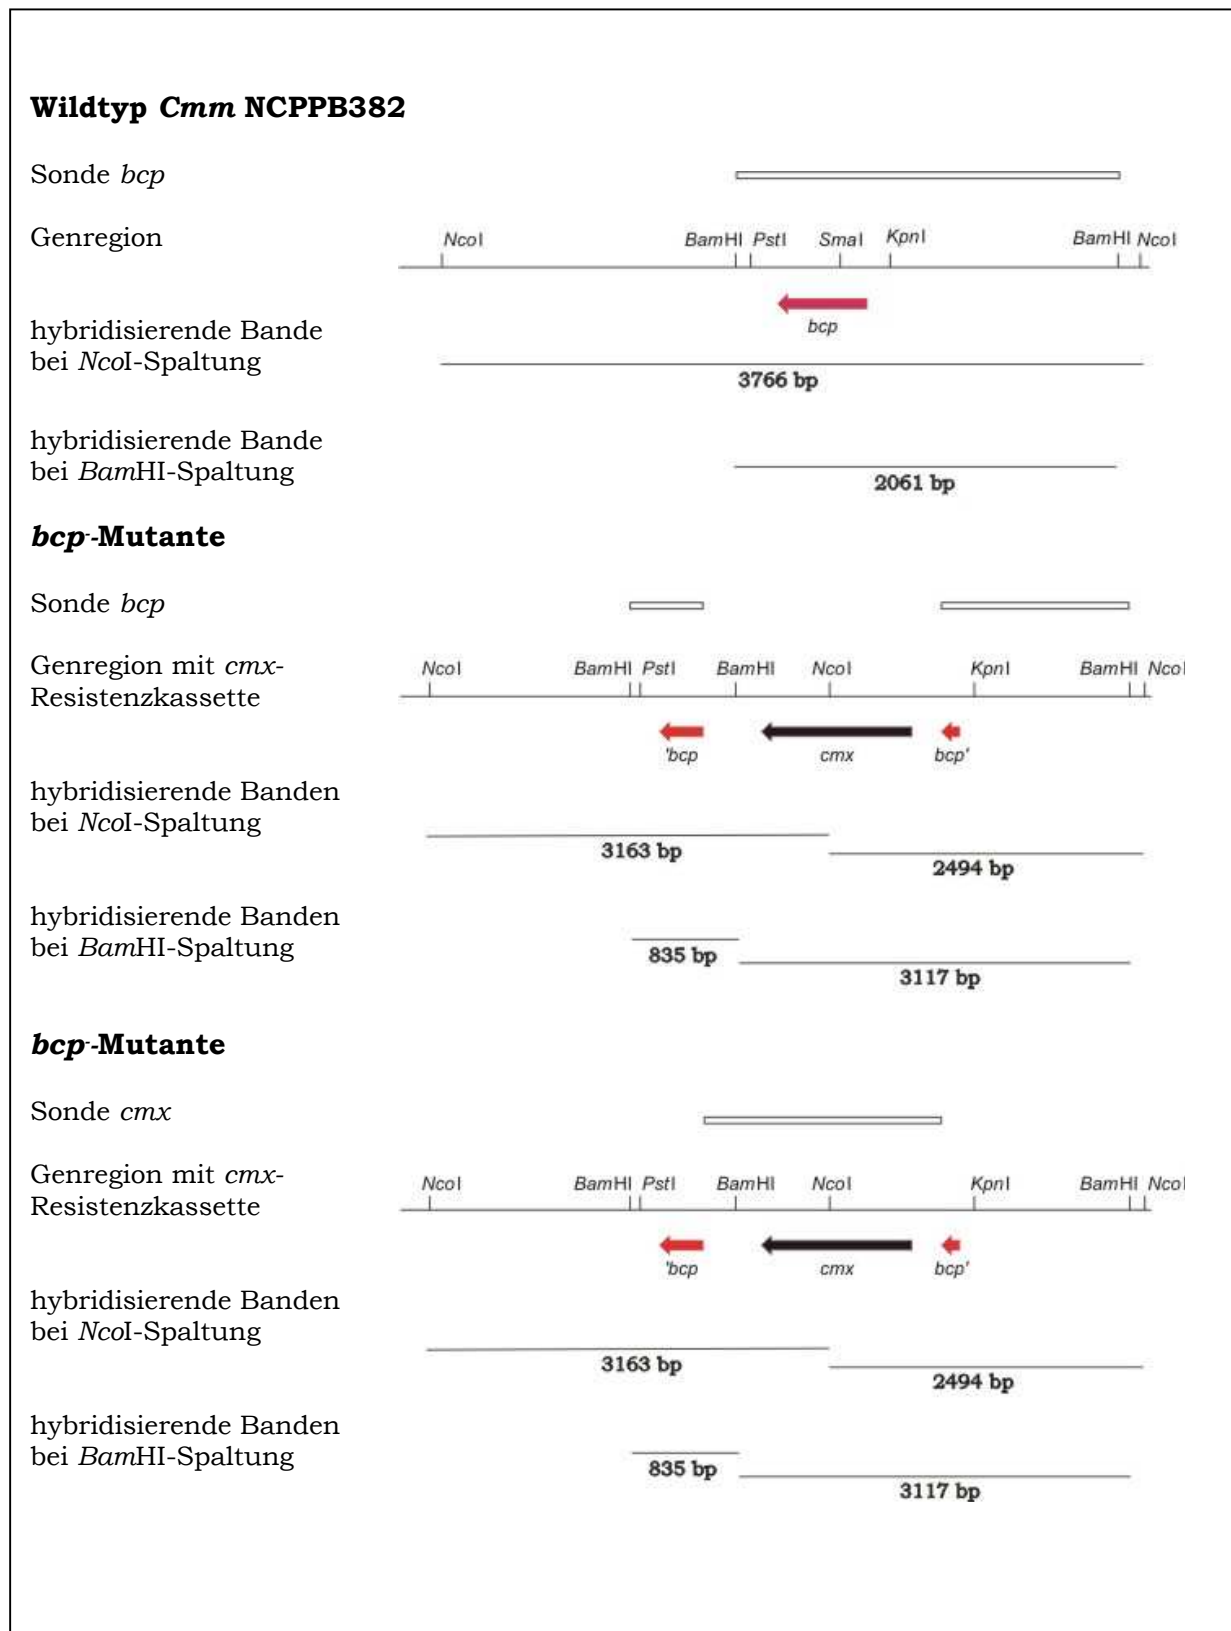 Wildtyp Cmm NCPPB382
Sonde bcp
Genregion
NcoI BamHI PstI SmaI KpnI BamHI NcoI
bcp
hybridisierende Bande
bei NcoI-Spaltung
3766 bp
hybridisierende Bande
bei BamHI-Spaltung
2061 bp
bcp⁻-Mutante
Sonde bcp
Genregion mit cmx-
Resistenzkassette
NcoI BamHI PstI BamHI NcoI KpnI BamHI NcoI
'bcp cmx bcp'
hybridisierende Banden
bei NcoI-Spaltung
3163 bp
2494 bp
hybridisierende Banden
bei BamHI-Spaltung
835 bp
3117 bp
bcp⁻-Mutante
Sonde cmx
Genregion mit cmx-
Resistenzkassette
NcoI BamHI PstI BamHI NcoI KpnI BamHI NcoI
'bcp cmx bcp'
hybridisierende Banden
bei NcoI-Spaltung
3163 bp
2494 bp
hybridisierende Banden
bei BamHI-Spaltung
835 bp
3117 bp